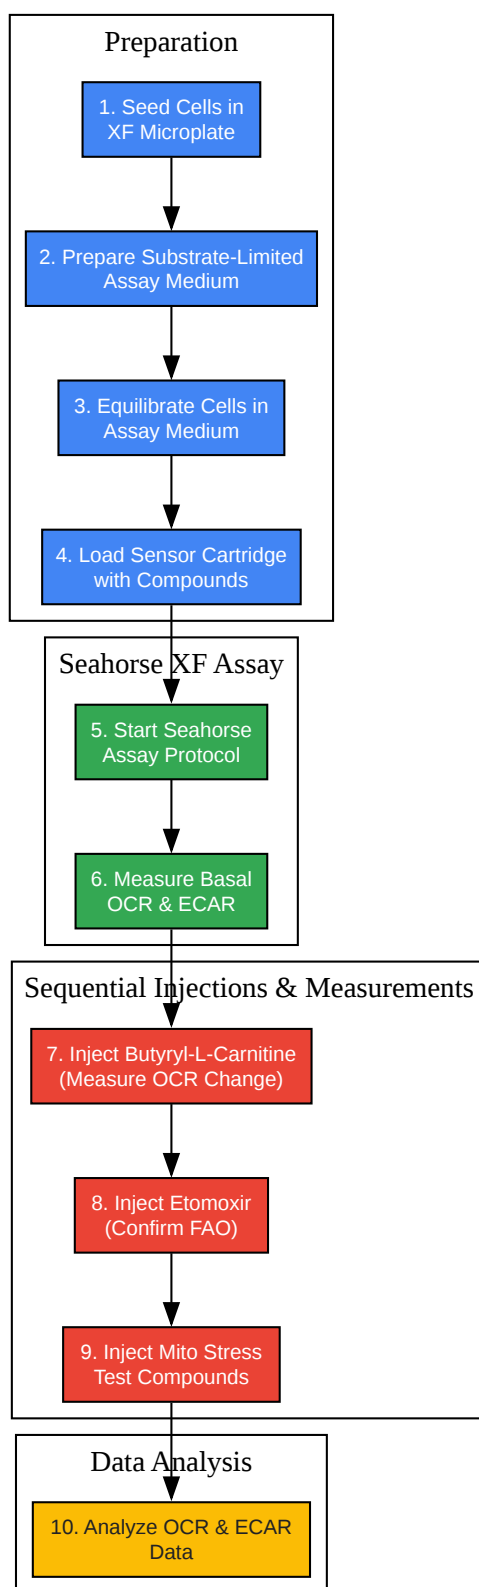 Preparation
1. Seed Cells in
XF Microplate
2. Prepare Substrate-Limited
Assay Medium
3. Equilibrate Cells in
Assay Medium
4. Load Sensor Cartridge
with Compounds
Seahorse XF Assay
5. Start Seahorse
Assay Protocol
6. Measure Basal
OCR & ECAR
Sequential Injections & Measurements
7. Inject Butyryl-L-Carnitine
(Measure OCR Change)
8. Inject Etomoxir
(Confirm FAO)
9. Inject Mito Stress
Test Compounds
Data Analysis
10. Analyze OCR & ECAR
Data